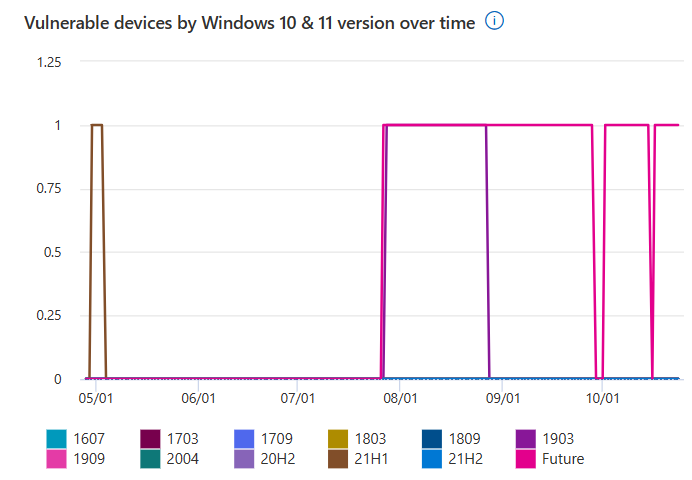 Vulnerable devices by Windows 10 & 11 version over time
1.25
1
0.75
0.5
0.25
0
05/01 06/01 07/01 08/01 09/01 10/01
1607 1703 1709 1803 1809 1903
1909 2004 20H2 21H1 21H2 Future